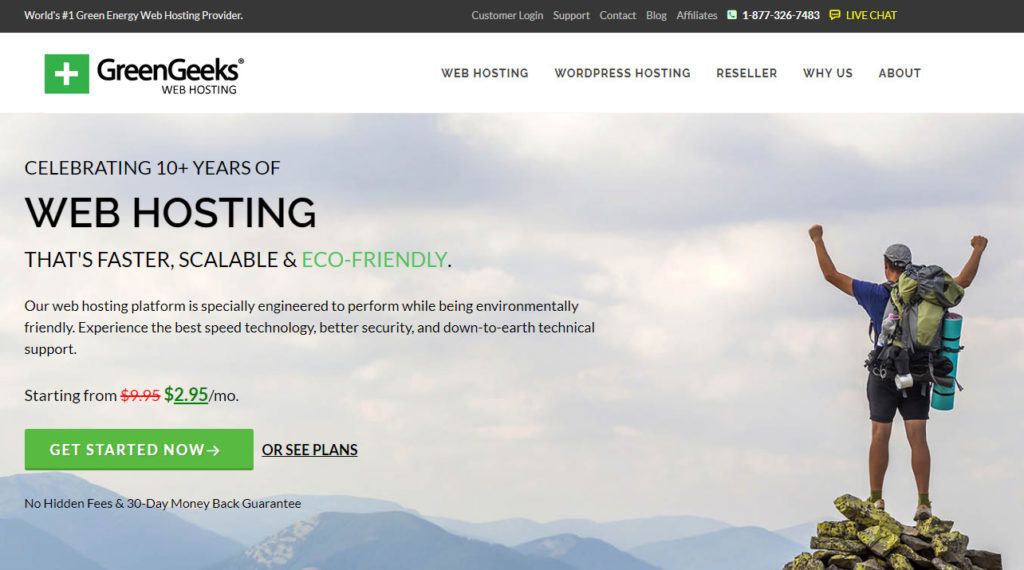 World's #1 Green Energy Web Hosting Provider.
Customer Login Support Contact Blog Affiliates 1-877-326-7483 LIVE CHAT
GreenGeeks®
WEB HOSTING
WEB HOSTING WORDPRESS HOSTING RESELLER WHY US ABOUT
CELEBRATING 10+ YEARS OF
WEB HOSTING
THAT'S FASTER, SCALABLE & ECO-FRIENDLY.
Our web hosting platform is specially engineered to perform while being environmentally
friendly. Experience the best speed technology, better security, and down-to-earth technical
support.
Starting from $9.95 $2.95/mo.
GET STARTED NOW→ OR SEE PLANS
No Hidden Fees & 30-Day Money Back Guarantee